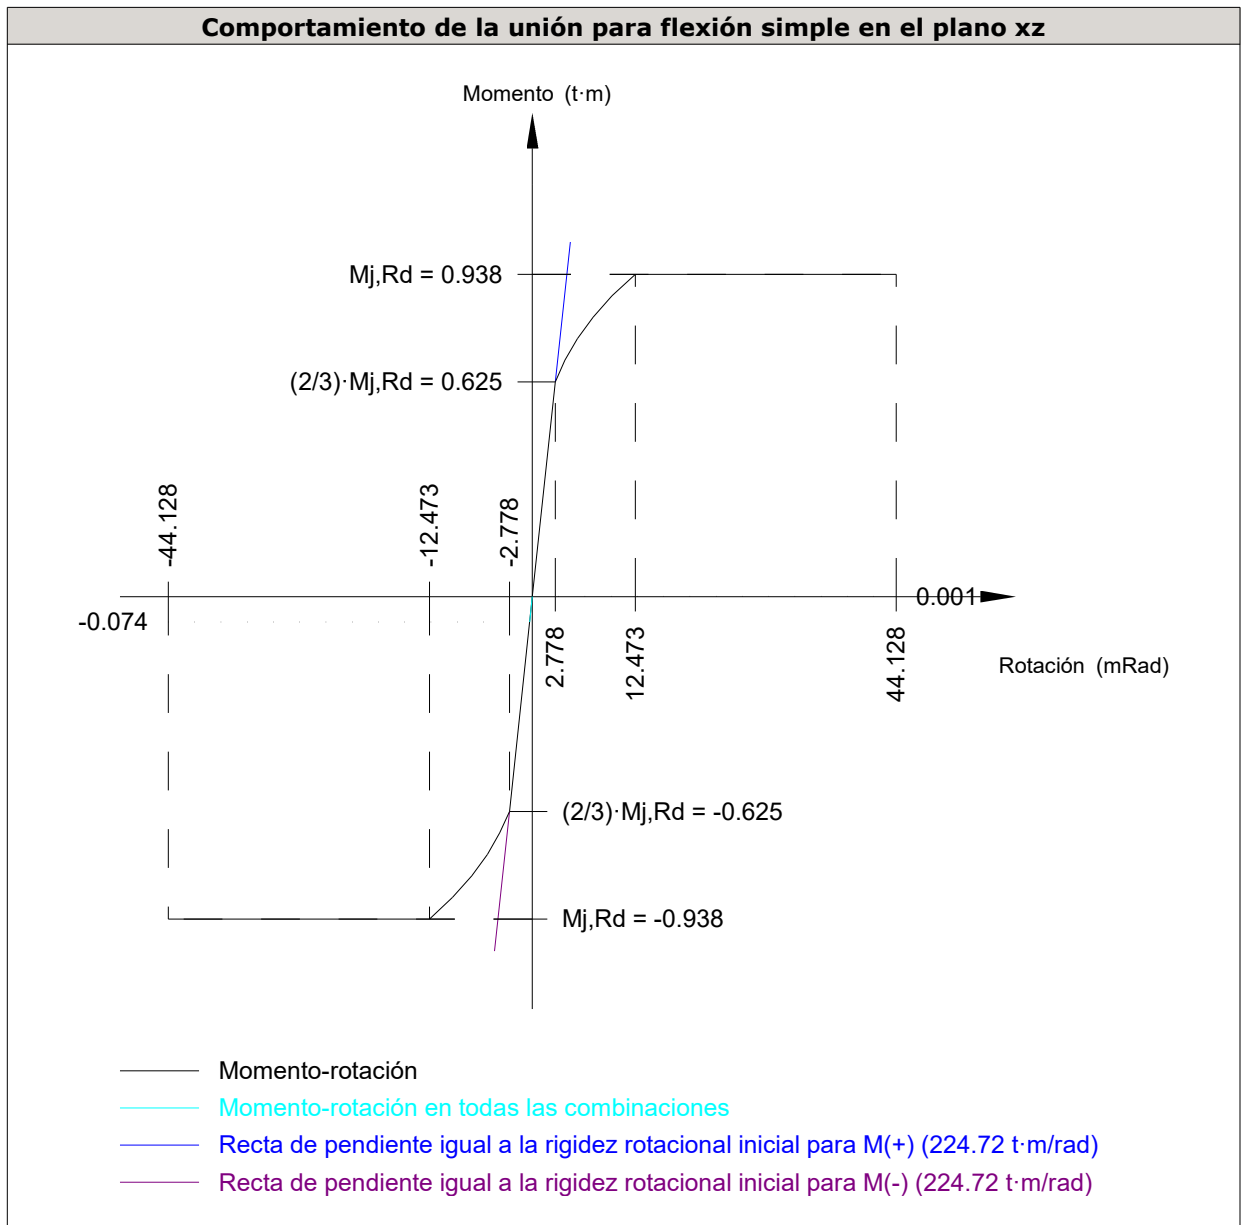 Comportamiento de la unión para flexión simple en el plano xz
Momento (t·m)
Mj,Rd = 0.938
(2/3)·Mj,Rd = 0.625
-44.128
-12.473
-2.778
0.001
-0.074
2.778
12.473
44.128
Rotación (mRad)
(2/3)·Mj,Rd = -0.625
Mj,Rd = -0.938
Momento-rotación
Momento-rotación en todas las combinaciones
Recta de pendiente igual a la rigidez rotacional inicial para M(+) (224.72 t·m/rad)
Recta de pendiente igual a la rigidez rotacional inicial para M(-) (224.72 t·m/rad)